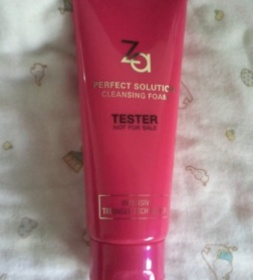 Za
PERFECT SOLUTION
CLEANSING FOAM
TESTER
NOT FOR SALE